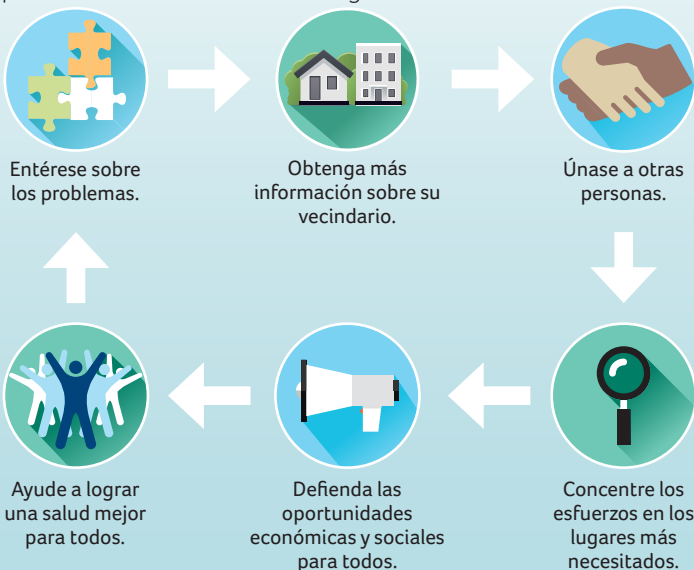 Entérese sobre
los problemas.
Obtenga más
información sobre su
vecindario.
Únase a otras
personas.
Concentre los
esfuerzos en los
lugares más
necesitados.
Defienda las
oportunidades
económicas y sociales
para todos.
Ayude a lograr
una salud mejor
para todos.